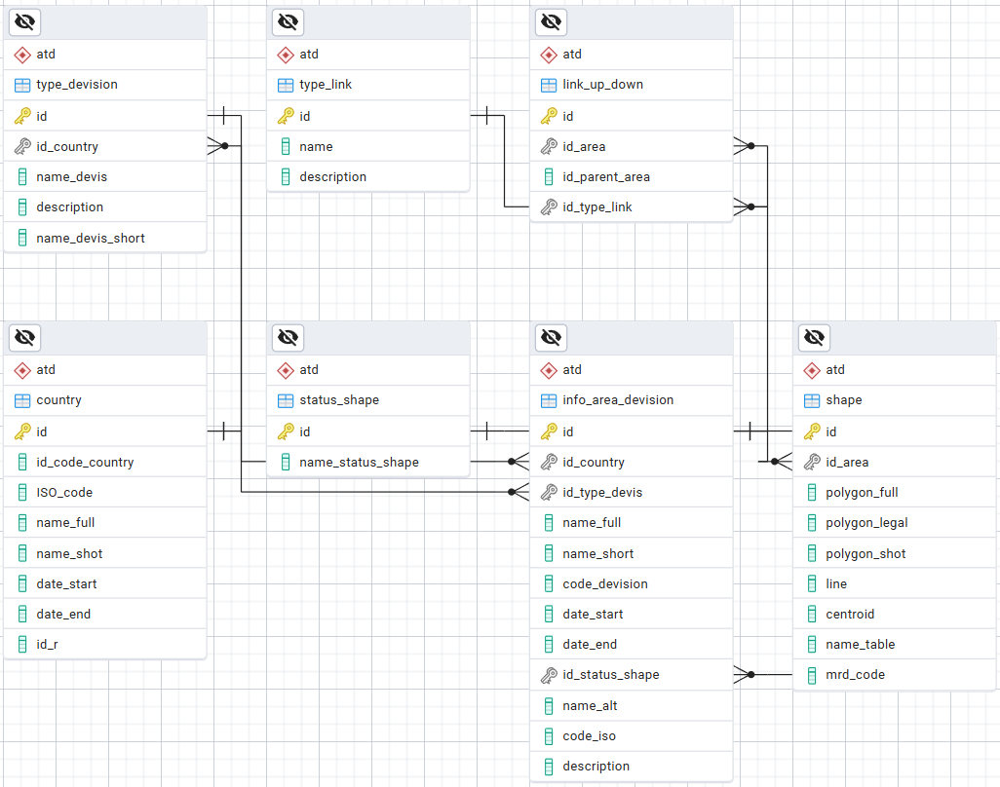 atd
type_devision
id
id_country
name_devis
description
name_devis_short
atd
type_link
id
name
description
atd
link_up_down
id
id_area
id_parent_area
id_type_link
atd
country
id
id_code_country
ISO_code
name_full
name_shot
date_start
date_end
id_r
atd
status_shape
id
name_status_shape
atd
info_area_devision
id
id_country
id_type_devis
name_full
name_short
code_devision
date_start
date_end
id_status_shape
name_alt
code_iso
description
atd
shape
id
id_area
polygon_full
polygon_legal
polygon_shot
line
centroid
name_table
mrd_code